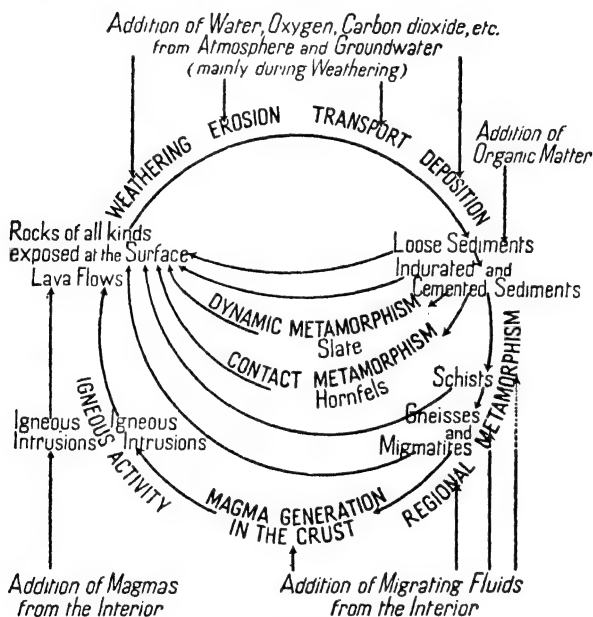 Addition of Water, Oxygen, Carbon dioxide, etc.
from Atmosphere and Groundwater
(mainly during Weathering)
WEATHERING EROSION TRANSPORT DEPOSITION
Addition of
Organic Matter
Rocks of all kinds
exposed at the Surface
Lava Flows
Loose Sediments
Indurated and
Cemented Sediments
DYNAMIC METAMORPHISM
Slate
CONTACT METAMORPHISM
Hornfels
Schists
Gneisses
and
Migmatites
REGIONAL METAMORPHISM
IGNEOUS ACTIVITY
Igneous
Intrusions
Igneous
Intrusions
MAGMA GENERATION
IN THE CRUST
Addition of Magmas
from the Interior
Addition of Migrating Fluids
from the Interior